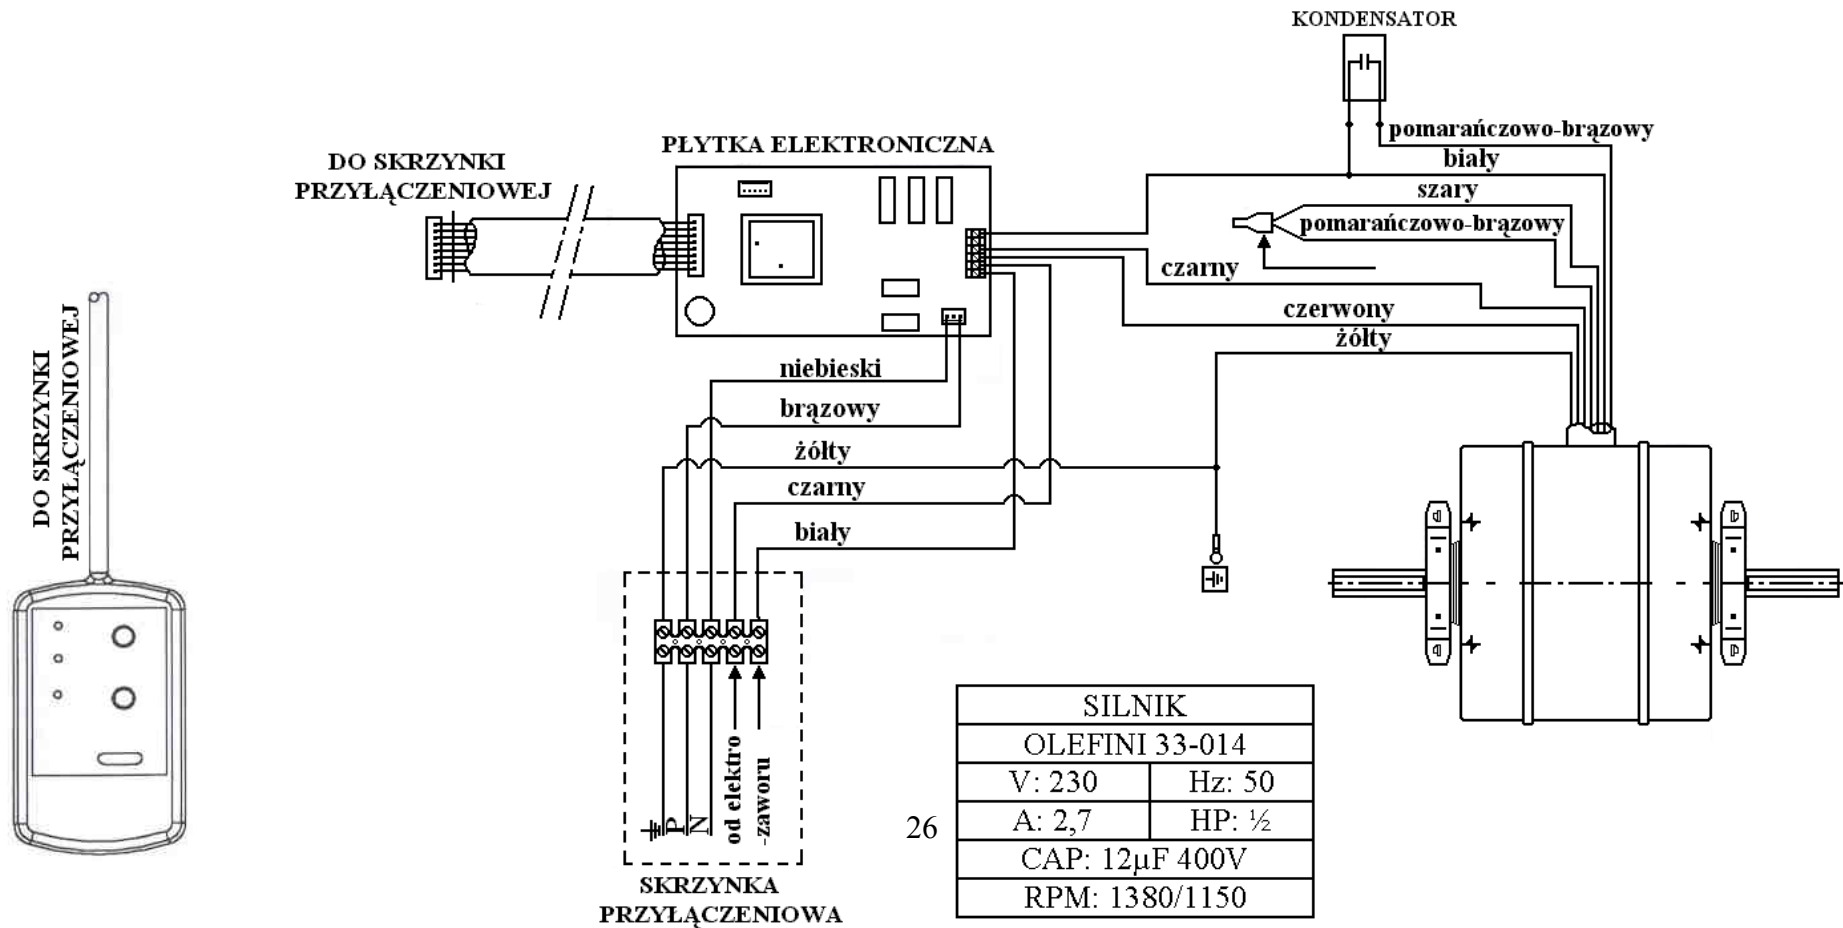 KONDENSATOR
pomarańczowo-brązowy
biały
szary
pomarańczowo-brązowy
czarny
czerwony
żółty
PŁYTKA ELEKTRONICZNA
DO SKRZYNKI
PRZYŁĄCZENIOWEJ
DO SKRZYNKI
PRZYŁĄCZENIOWEJ
niebieski
brązowy
żółty
czarny
biały
P
N
od elektro
-zaworu
SKRZYNKA
PRZYŁĄCZENIOWA
26
SILNIK
OLEFINI 33-014
V: 230 Hz: 50
A: 2,7 HP: ½
CAP: 12µF 400V
RPM: 1380/1150